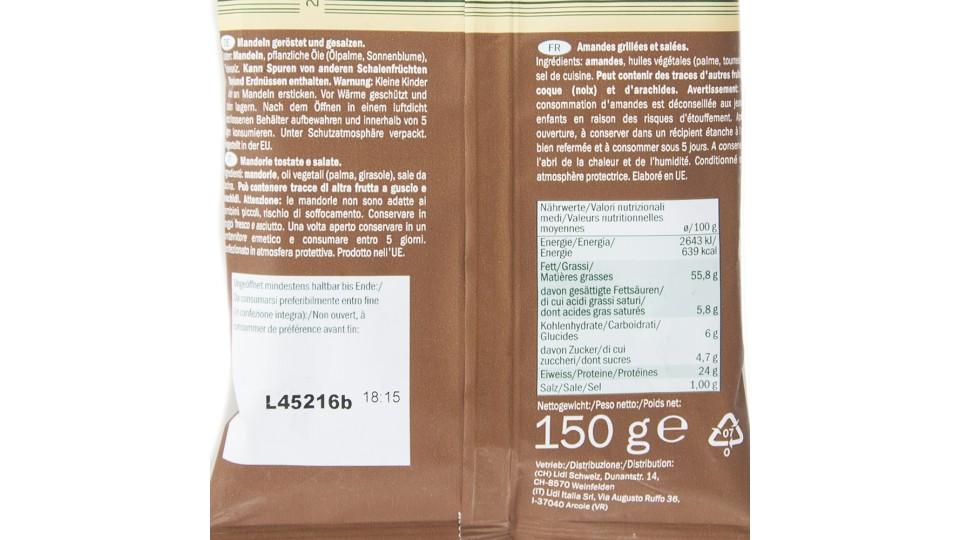 Mandeln geröstet und gesalzen.
Mandeln, pflanzliche Öle (Ölpalme, Sonnenblume),
Kann Spuren von anderen Schalenfrüchten
und Erdnüssen enthalten. Warnung: Kleine Kinder
an Mandeln ersticken. Vor Wärme geschützt und
lagern. Nach dem Öffnen in einem luftdicht
Behälter aufbewahren und innerhalb von 5
konsumieren. Unter Schutzatmosphäre verpackt.
in der EU.
Mandorle tostate e salate.
mandorle, oli vegetali (palma, girasole), sale da
Può contenere tracce di altra frutta a guscio e
Attenzione: le mandorle non sono adatte ai
piccoli, rischio di soffocamento. Conservare in
fresco e asciutto. Una volta aperto conservare in un
ermetico e consumare entro 5 giorni.
in atmosfera protettiva. Prodotto nell'UE.
Ungeöffnet mindestens haltbar bis Ende:/
Da consumarsi preferibilmente entro fine
confezione integra):/Non ouvert, à
consommer de préférence avant fin:
L45216b 18:15
FR Amandes grillées et salées.
Ingrédients: amandes, huiles végétales (palme,
sel de cuisine. Peut contenir des traces d'autres
coque (noix) et d'arachides. Avertissement:
consommation d'amandes est déconseillée aux
enfants en raison des risques d'étouffement.
ouverture, à conserver dans un récipient étanche à
bien refermée et à consommer sous 5 jours. A
l'abri de la chaleur et de l'humidité. Conditionné
atmosphère protectrice. Elaboré en UE.
Nährwerte/Valori nutrizionali
medi/Valeurs nutritionnelles
moyennes ø/100 g
Energie/Energia/ 2643 kJ/
Energie 639 kcal
Fett/Grassi/
Matières grasses 55,8 g
davon gesättigte Fettsäuren/
di cui acidi grassi saturi/
dont acides gras saturés 5,8 g
Kohlenhydrate/Carboidrati/
Glucides 6 g
davon Zucker/di cui
zuccheri/dont sucres 4,7 g
Eiweiss/Proteine/Protéines 24 g
Salz/Sale/Sel 1,00 g
Nettogewicht:/Peso netto:/Poids net:
150 g e
07
O
Vertrieb:/Distribuzione:/Distribution:
(CH) Lidl Schweiz, Dunantstr. 14,
CH-8570 Weinfelden
(IT) Lidl Italia Srl, Via Augusto Ruffo 36,
I-37040 Arcole (VR)